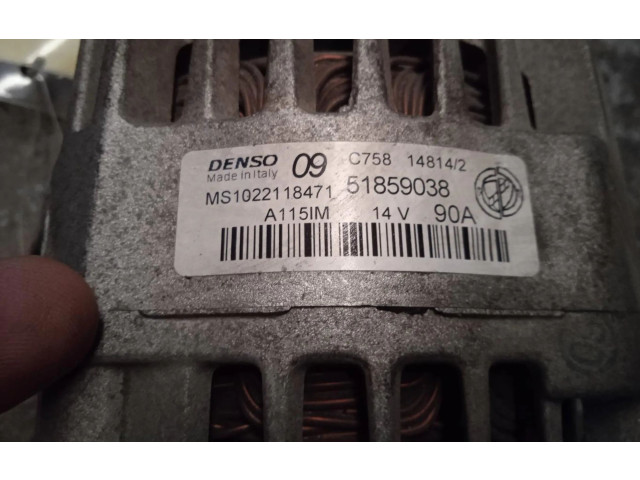 DENSO 09 C758 14814/2
Made in Italy
MS1022118471 51859038
A115IM 14 V 90A